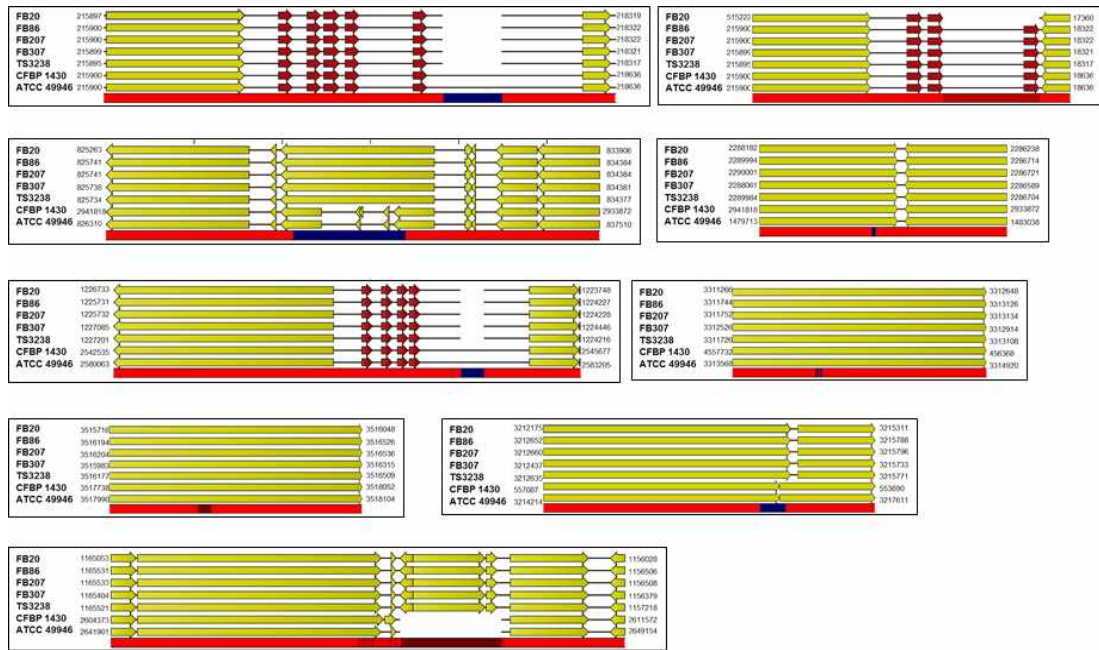 FB20 215897 218319
FB86 215900 218322
FB207 215900 218322
FB307 215899 218321
TS3238 215895 218317
CFBP 1430 215900 218636
ATCC 49946 215900 218636
FB20 515222 17360
FB86 215900 18322
FB207 215900 18322
FB307 215899 18321
TS3238 215895 18317
CFBP 1430 215900 18636
ATCC 49946 215900 18636
FB20 825263 833906
FB86 825741 834384
FB207 825741 834384
FB307 825738 834381
TS3238 825734 834377
CFBP 1430 2941818 2933872
ATCC 49946 826310 837510
FB20 2288182 2286238
FB86 2289994 2286714
FB207 2290001 2286721
FB307 2288061 2286589
TS3238 2289984 2286704
CFBP 1430 2941818 2933872
ATCC 49946 1479713 1483038
FB20 1226733 1223748
FB86 1225731 1224227
FB207 1225732 1224228
FB307 1227085 1224446
TS3238 1227201 1224216
CFBP 1430 2542535 2545677
ATCC 49946 2580063 2583205
FB20 3311266 3312648
FB86 3311744 3313126
FB207 3311752 3313134
FB307 3312526 3312914
TS3238 3311726 3313108
CFBP 1430 4557732 456368
ATCC 49946 3313568 3314920
FB20 3515716 3516048
FB86 3516194 3516526
FB207 3516204 3516536
FB307 3515983 3516315
TS3238 3516177 3516509
CFBP 1430 3517738 3518052
ATCC 49946 3517990 3518104
FB20 3212175 3215311
FB86 3212652 3215788
FB207 3212660 3215796
FB307 3212437 3215733
TS3238 3212635 3215771
CFBP 1430 557087 553690
ATCC 49946 3214214 3217611
FB20 1165053 1156028
FB86 1165531 1156506
FB207 1165533 1156508
FB307 1165404 1156379
TS3238 1165521 1157218
CFBP 1430 2604373 2611572
ATCC 49946 2641901 2649154